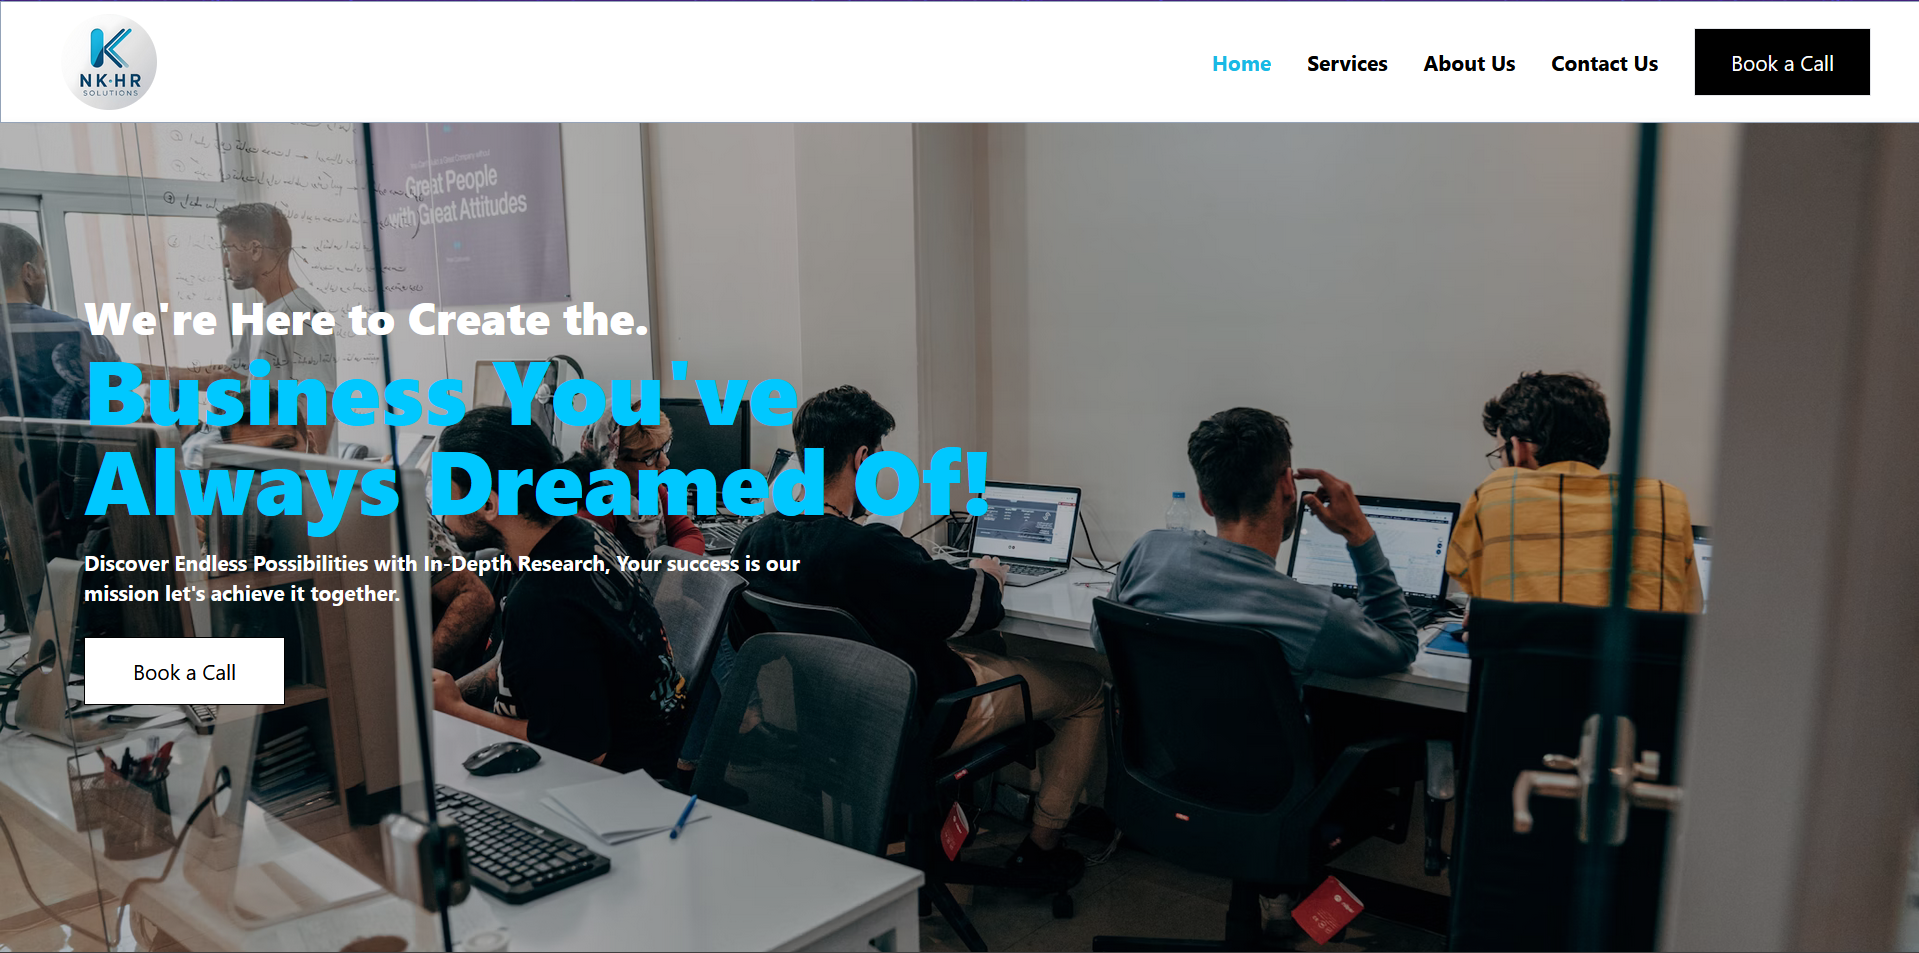 NK·HR
SOLUTIONS
Home
Services
About Us
Contact Us
Book a Call
Great People
with Great Attitudes
We're Here to Create the.
Business You've
Always Dreamed Of!
Discover Endless Possibilities with In-Depth Research, Your success is our
mission let's achieve it together.
Book a Call